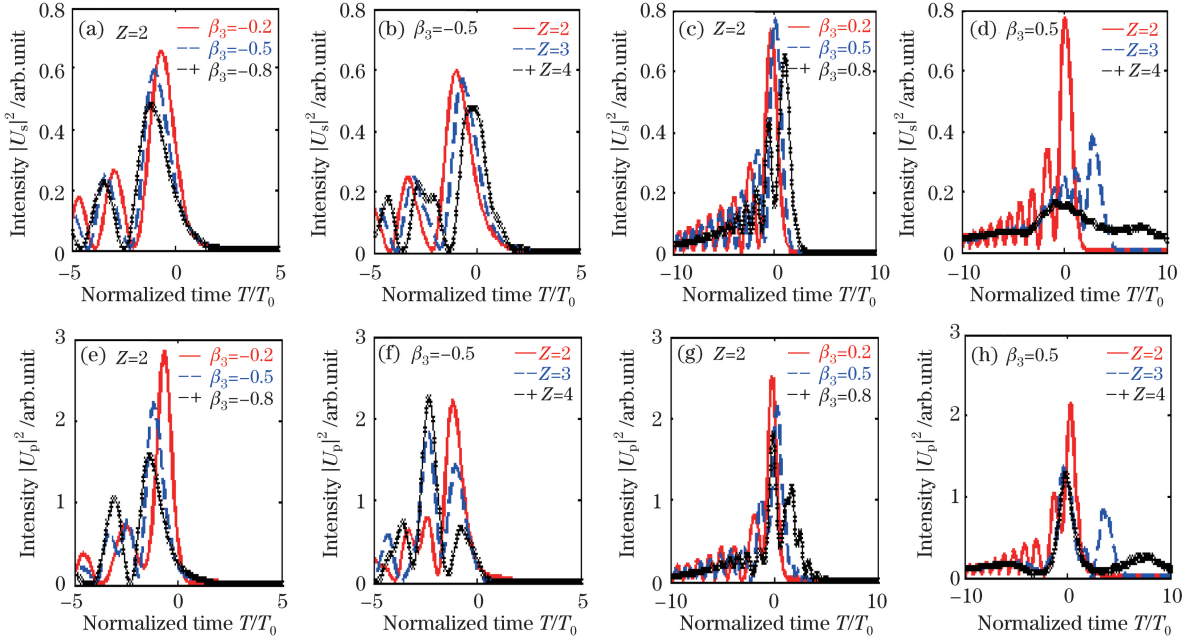 (a) Z=2
β₃=−0.2
β₃=−0.5
β₃=−0.8
Intensity |Uₛ|² /arb.unit
0.8
0.6
0.4
0.2
0
−5 0 5
Normalized time T/T₀
(b) β₃=−0.5
Z=2
Z=3
Z=4
Intensity |Uₛ|² /arb.unit
0.8
0.6
0.4
0.2
0
−5 0 5
Normalized time T/T₀
(c) Z=2
β₃=0.2
β₃=0.5
β₃=0.8
Intensity |Uₛ|² /arb.unit
0.8
0.6
0.4
0.2
0
−10 0 10
Normalized time T/T₀
(d) β₃=0.5
Z=2
Z=3
Z=4
Intensity |Uₛ|² /arb.unit
0.8
0.6
0.4
0.2
0
−10 0 10
Normalized time T/T₀
(e) Z=2
β₃=−0.2
β₃=−0.5
β₃=−0.8
Intensity |Uₚ|² /arb.unit
3
2
1
0
−5 0 5
Normalized time T/T₀
(f) β₃=−0.5
Z=2
Z=3
Z=4
Intensity |Uₚ|² /arb.unit
3
2
1
0
−5 0 5
Normalized time T/T₀
(g) Z=2
β₃=0.2
β₃=0.5
β₃=0.8
Intensity |Uₚ|² /arb.unit
3
2
1
0
−10 0 10
Normalized time T/T₀
(h) β₃=0.5
Z=2
Z=3
Z=4
Intensity |Uₚ|² /arb.unit
3
2
1
0
−10 0 10
Normalized time T/T₀